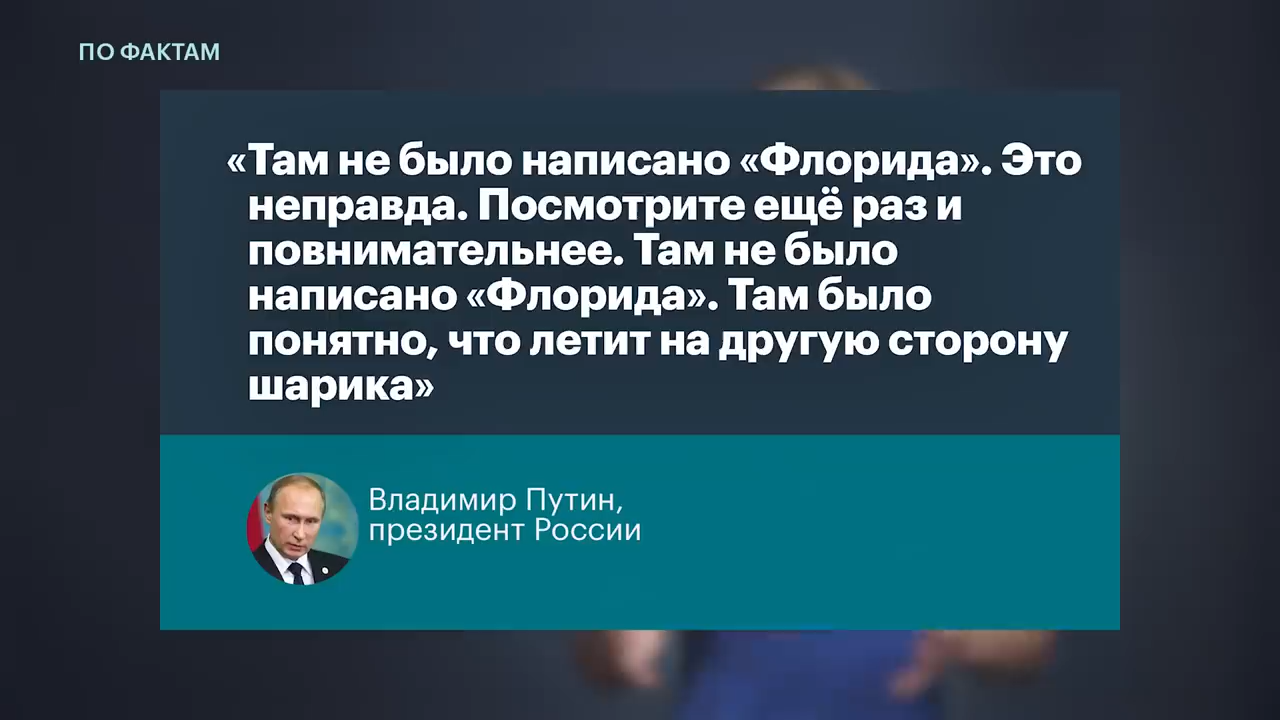 ПО ФАКТАМ
«Там не было написано «Флорида». Это
неправда. Посмотрите ещё раз и
повнимательнее. Там не было
написано «Флорида». Там было
понятно, что летит на другую сторону
шарика»
Владимир Путин,
президент России